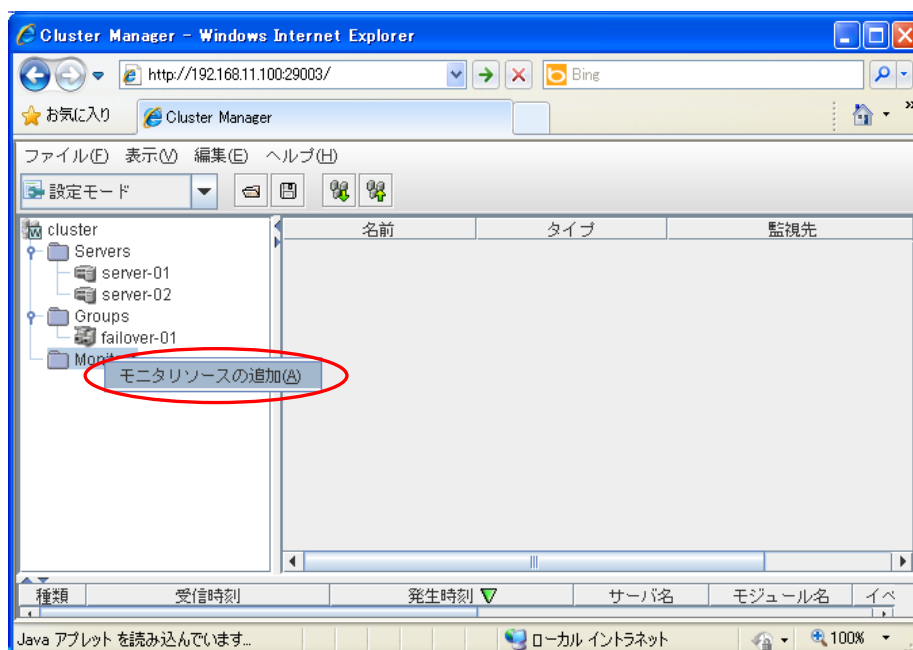 Cluster Manager - Windows Internet Explorer
http://192.168.11.100:29003/
Bing
お気に入り
Cluster Manager
ファイル(F) 表示(V) 編集(E) ヘルプ(H)
設定モード
cluster
名前 タイプ 監視先
Servers
server-01
server-02
Groups
failover-01
モニタリソースの追加(A)
種類 受信時刻 発生時刻 サーバ名 モジュール名 イベ
Java アプレット を読み込んでいます... ローカル イントラネット 100%